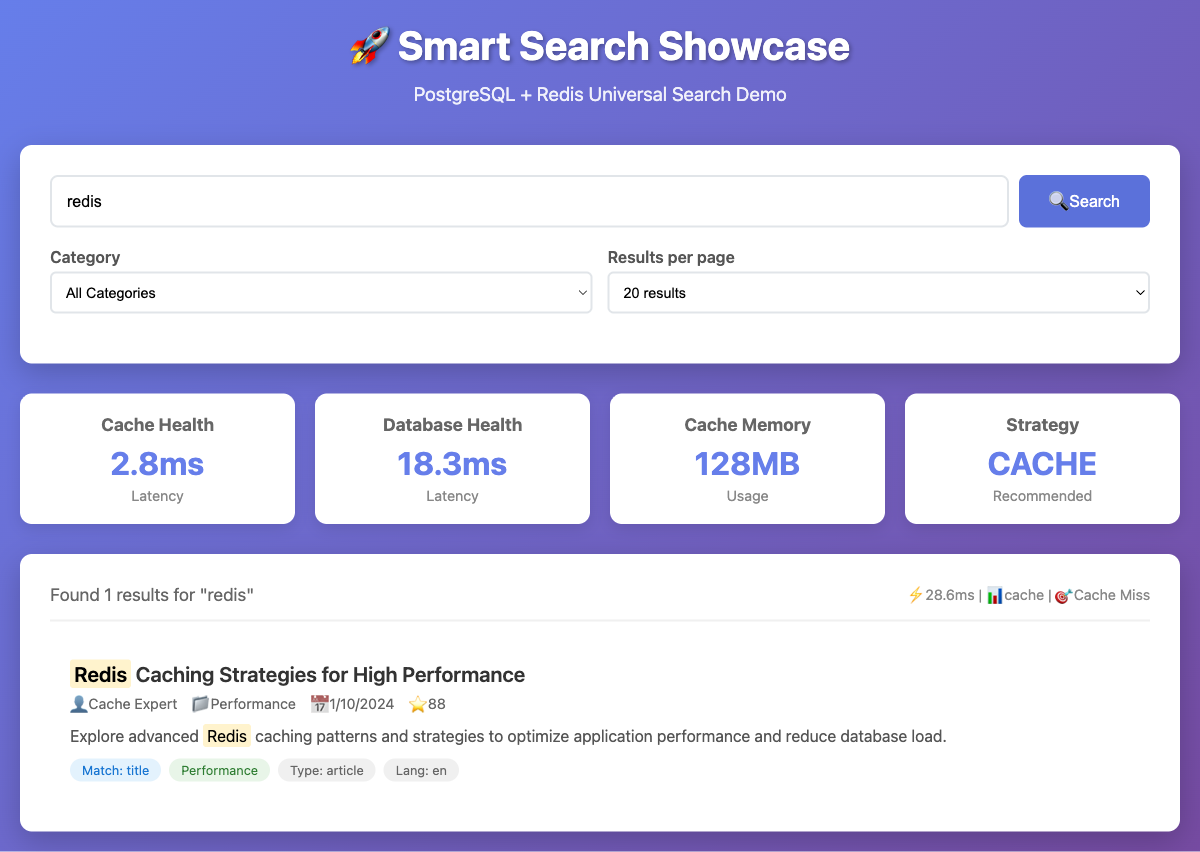 🚀 Smart Search Showcase
PostgreSQL + Redis Universal Search Demo
redis
🔍 Search
Category
Results per page
All Categories
20 results
Cache Health
2.8ms
Latency
Database Health
18.3ms
Latency
Cache Memory
128MB
Usage
Strategy
CACHE
Recommended
Found 1 results for "redis"
⚡ 28.6ms | 📊 cache | 🎯 Cache Miss
Redis Caching Strategies for High Performance
👤 Cache Expert 📁 Performance 📅 1/10/2024 ⭐ 88
Explore advanced Redis caching patterns and strategies to optimize application performance and reduce database load.
Match: title Performance Type: article Lang: en